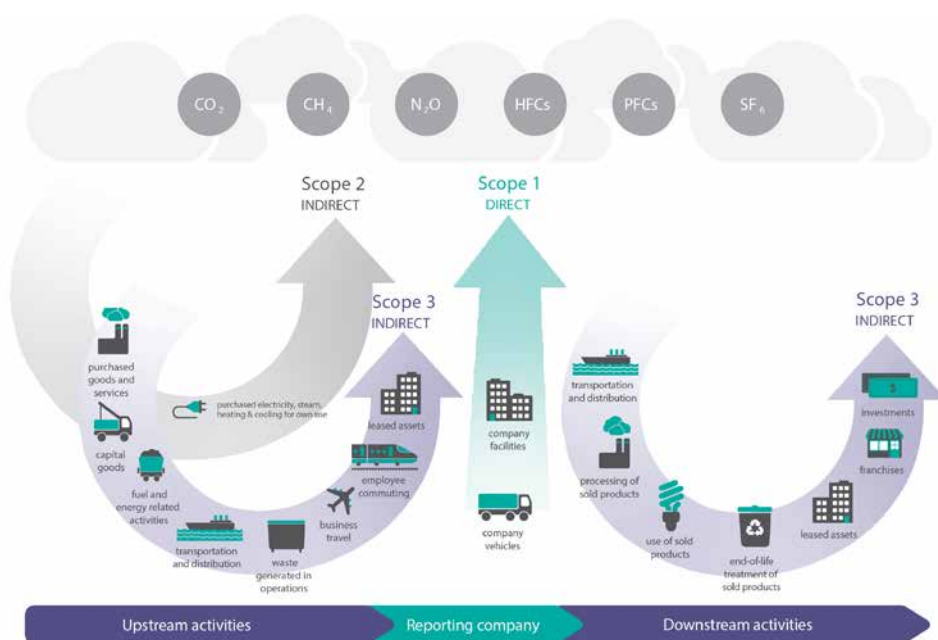 CO₂
CH₄
N₂O
HFCs
PFCs
SF₆
Scope 2
INDIRECT
Scope 1
DIRECT
Scope 3
INDIRECT
Scope 3
INDIRECT
purchased
goods and
services
capital
goods
fuel and
energy related
activities
transportation
and distribution
waste
generated in
operations
business
travel
employee
commuting
leased assets
purchased electricity, steam,
heating & cooling for own use
company
facilities
company
vehicles
transportation
and distribution
processing of
sold products
use of sold
products
end-of-life
treatment of
sold products
leased assets
franchises
investments
$
Upstream activities
Reporting company
Downstream activities